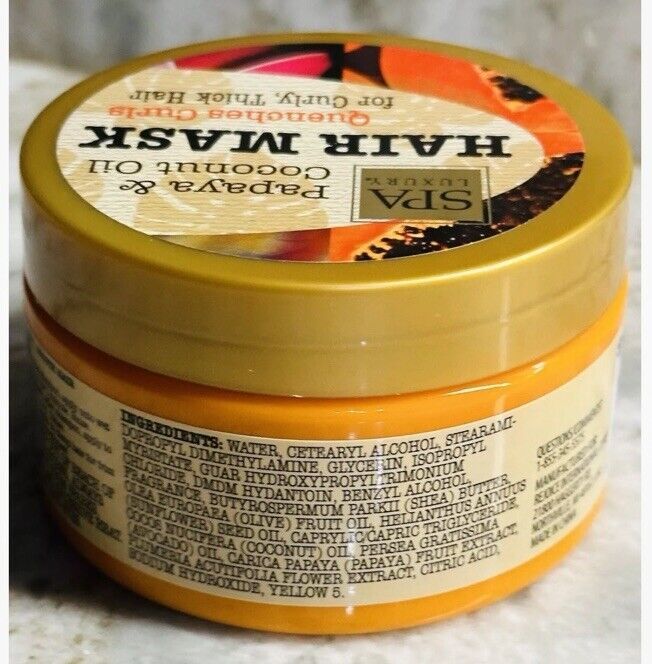 SPA
LUXURY
Papaya &
Coconut Oil
HAIR MASK
Quenches Curls
for Curly, Thick Hair
INGREDIENTS: WATER, CETEARYL ALCOHOL, STEARAMI-
DOPROPYL DIMETHYLAMINE, GLYCERIN, ISOPROPYL
MYRISTATE, GUAR HYDROXYPROPYLTRIMONIUM
CHLORIDE, DMDM HYDANTOIN, BENZYL ALCOHOL,
FRAGRANCE, BUTYROSPERMUM PARKII (SHEA) BUTTER,
(OLEA EUROPAEA (OLIVE) FRUIT OIL, HELIANTHUS ANNUUS
(SUNFLOWER) SEED OIL, CAPRYLIC/CAPRIC TRIGLYCERIDE,
COCOS NUCIFERA (COCONUT) OIL, PERSEA GRATISSIMA
(AVOCADO) OIL, CARICA PAPAYA (PAPAYA) FRUIT EXTRACT,
PLUMERIA ACUTIFOLIA FLOWER EXTRACT, CITRIC ACID,
SODIUM HYDROXIDE, YELLOW 5.
QUESTIONS
MANUFACTURED FOR
MADE IN CHINA